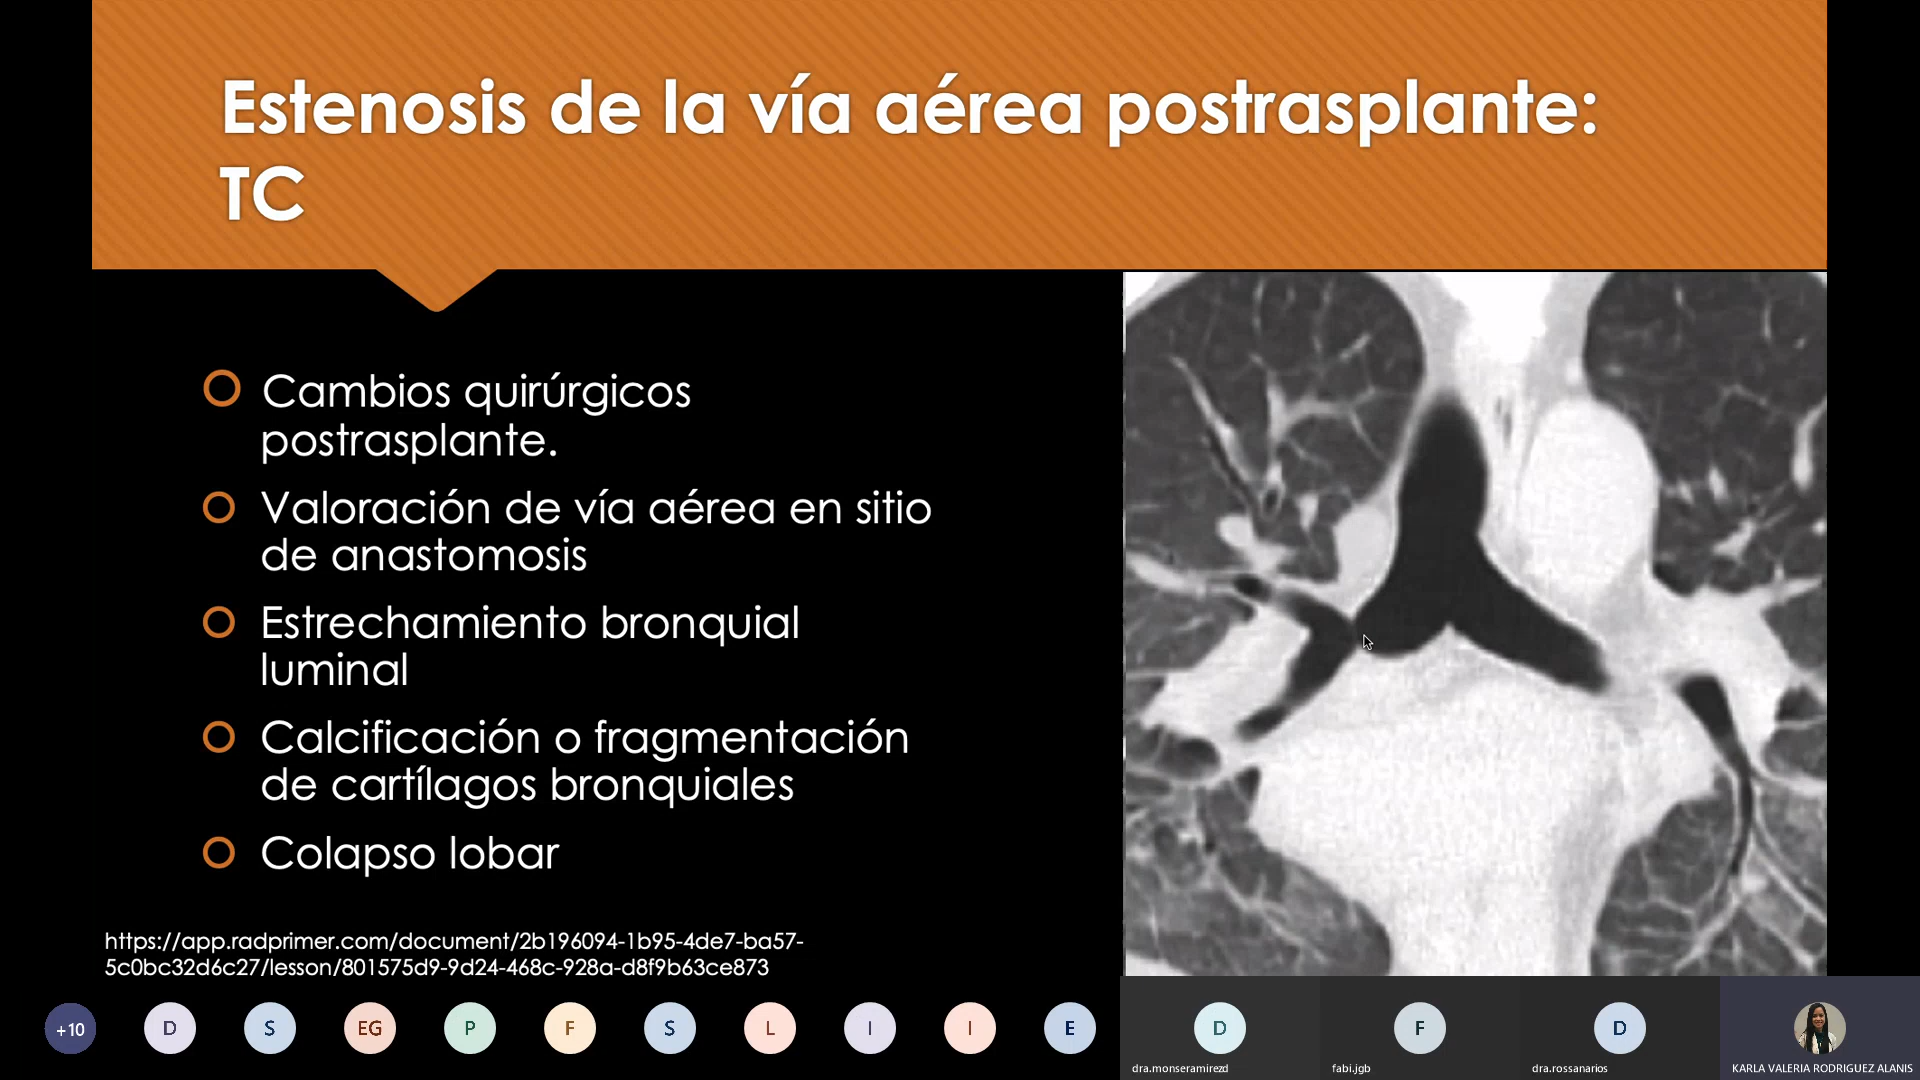 Estenosis de la vía aérea postrasplante:
TC
Cambios quirúrgicos
postrasplante.
Valoración de vía aérea en sitio
de anastomosis
Estrechamiento bronquial
luminal
Calcificación o fragmentación
de cartílagos bronquiales
Colapso lobar
https://app.radprimer.com/document/2b196094-1b95-4de7-ba57-
5c0bc32d6c27/lesson/801575d9-9d24-468c-928a-d8f9b63ce873
+10 D S EG P F S L I I E D F D
dra.monseramirezd fabi.jgb dra.rossanarios KARLA VALERIA RODRIGUEZ ALANIS